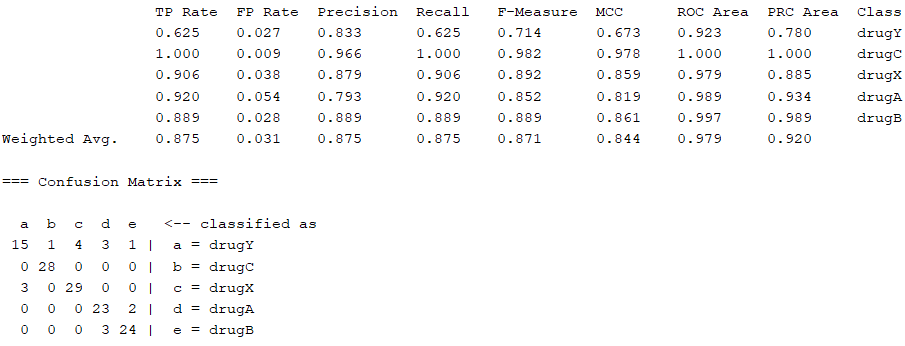 TP Rate  FP Rate  Precision  Recall   F-Measure  MCC      ROC Area  PRC Area  Class
0.625    0.027    0.833      0.625    0.714      0.673    0.923     0.780     drugY
1.000    0.009    0.966      1.000    0.982      0.978    1.000     1.000     drugC
0.906    0.038    0.879      0.906    0.892      0.859    0.979     0.885     drugX
0.920    0.054    0.793      0.920    0.852      0.819    0.989     0.934     drugA
0.889    0.028    0.889      0.889    0.889      0.861    0.997     0.989     drugB
Weighted Avg.    0.875    0.031    0.875      0.875    0.871      0.844    0.979     0.920
=== Confusion Matrix ===
a  b  c  d  e   <-- classified as
15  1  4  3  1 |  a = drugY
0 28  0  0  0 |  b = drugC
3  0 29  0  0 |  c = drugX
0  0  0 23  2 |  d = drugA
0  0  0  3 24 |  e = drugB